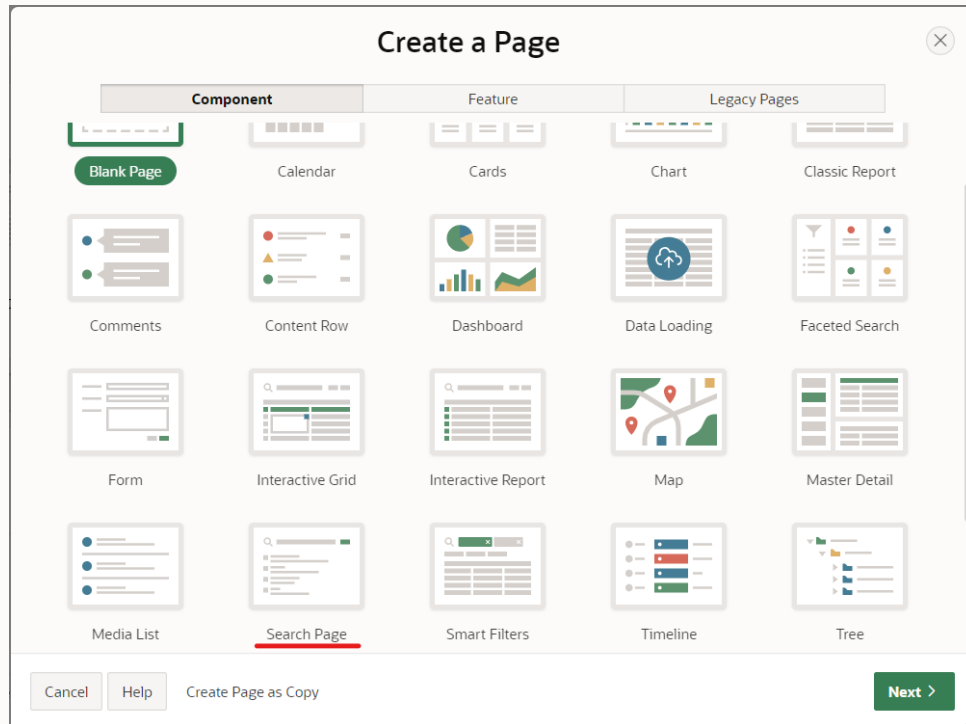 Create a Page
Component Feature Legacy Pages
Blank Page Calendar Cards Chart Classic Report
Comments Content Row Dashboard Data Loading Faceted Search
Form Interactive Grid Interactive Report Map Master Detail
Media List Search Page Smart Filters Timeline Tree
Cancel Help Create Page as Copy Next >